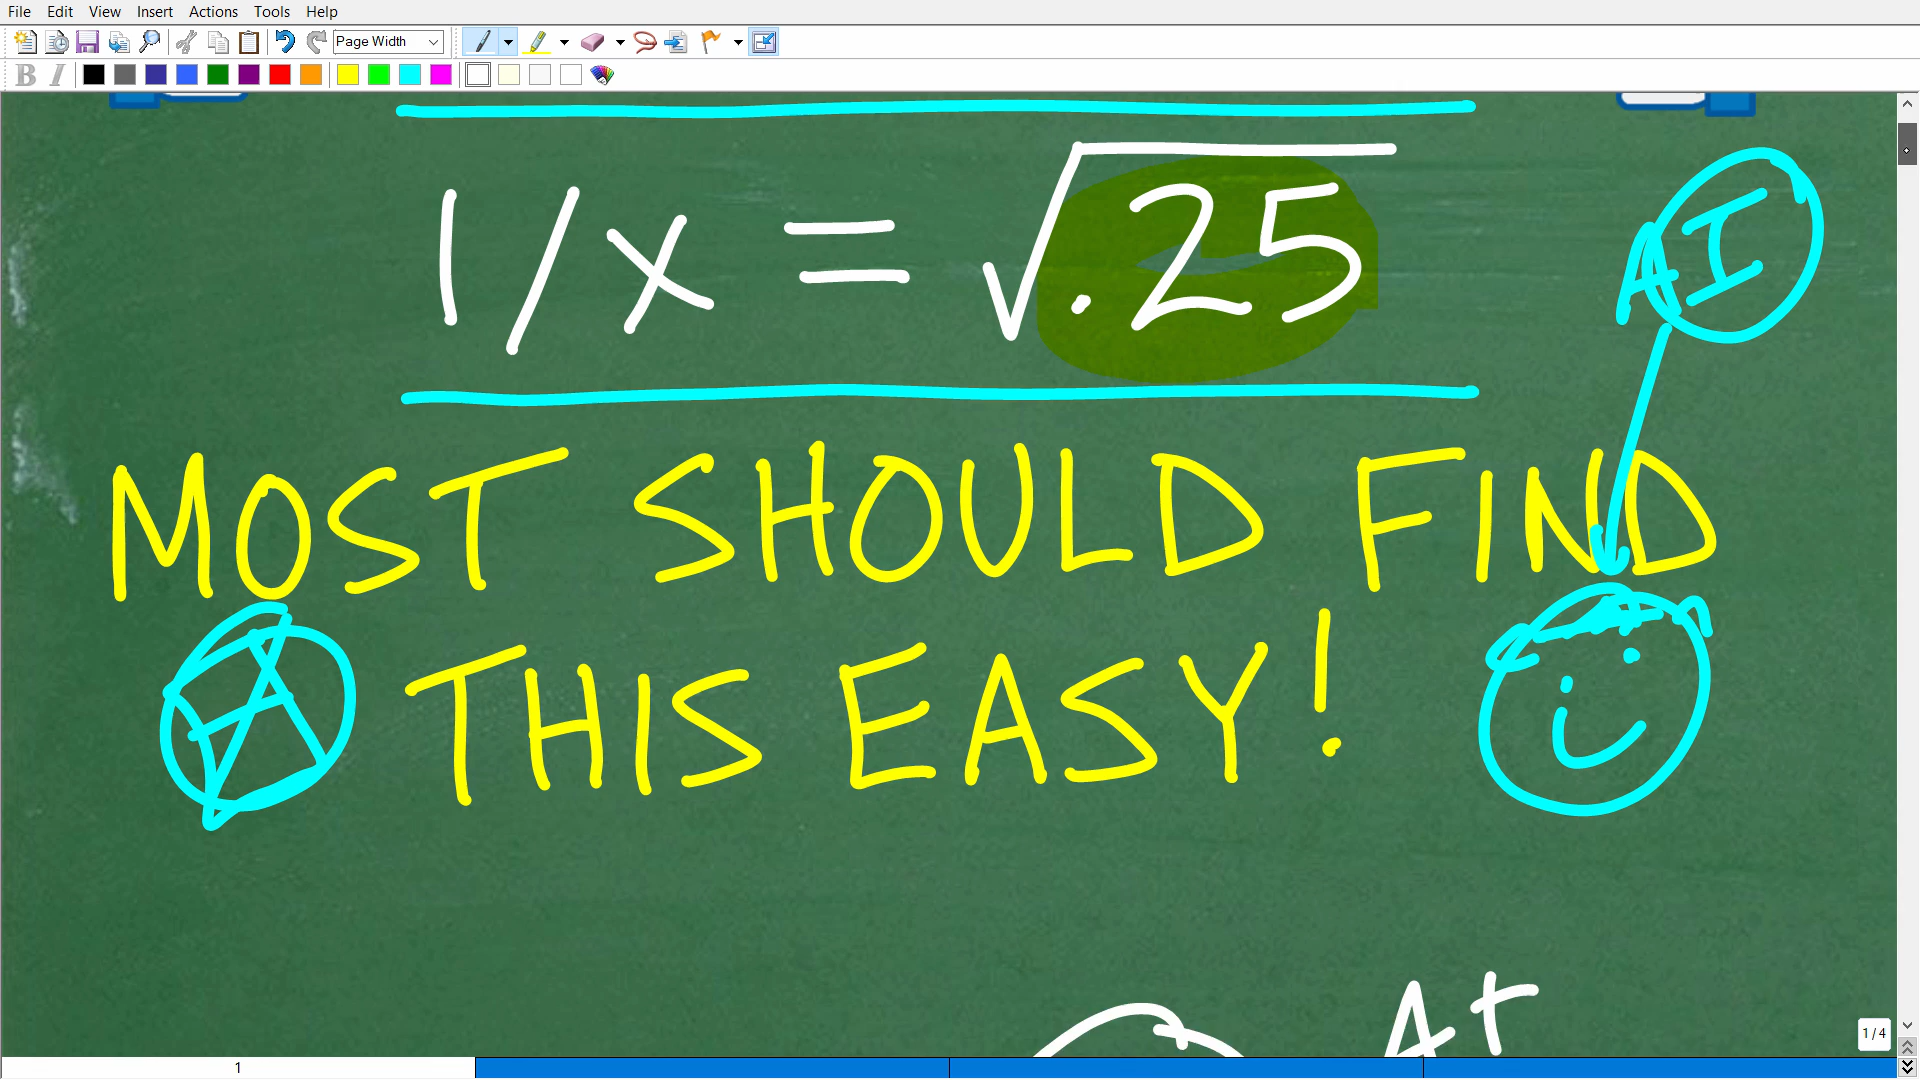 File Edit View Insert Actions Tools Help
Page Width
B I
1/x = √.25
AI
MOST SHOULD FIND
THIS EASY!
A
A+
1 / 4
1